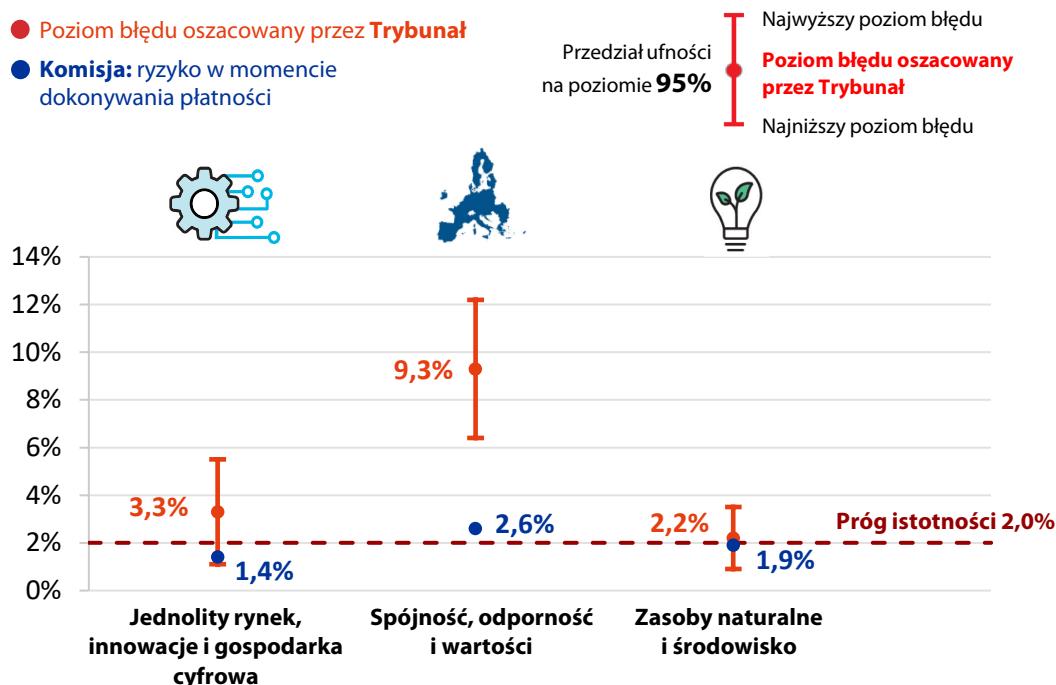 Poziom błędu oszacowany przez Trybunał
Komisja: ryzyko w momencie
dokonywania płatności
Przedział ufności
na poziomie 95%
Najwyższy poziom błędu
Poziom błędu oszacowany
przez Trybunał
Najniższy poziom błędu
14%
12%
10%
8%
6%
4%
2%
0%
3,3%
1,4%
9,3%
2,6%
2,2%
1,9%
Próg istotności 2,0%
Jednolity rynek,
innowacje i gospodarka
cyfrowa
Spójność, odporność
i wartości
Zasoby naturalne
i środowisko